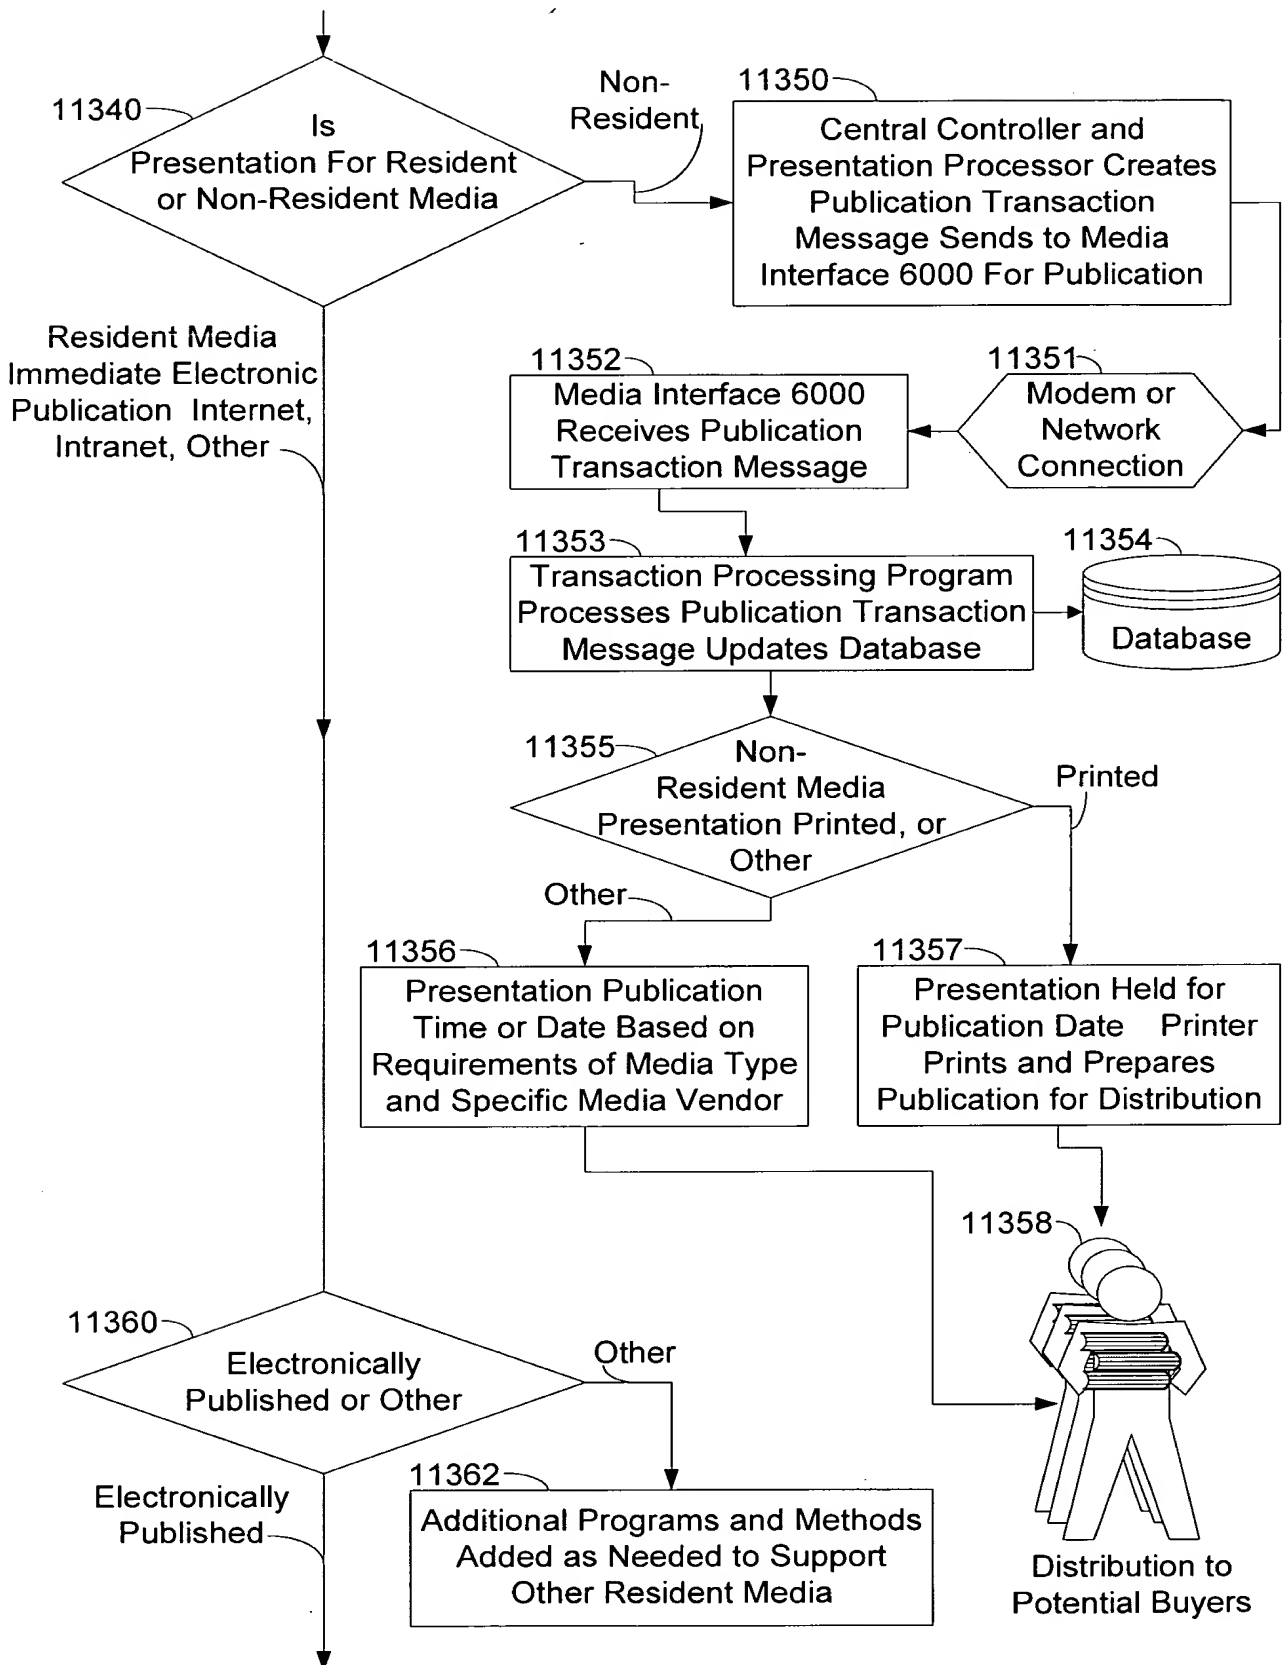 11340
Is
Presentation For Resident
or Non-Resident Media
Non-
Resident
11350
Central Controller and
Presentation Processor Creates
Publication Transaction
Message Sends to Media
Interface 6000 For Publication
Resident Media
Immediate Electronic
Publication Internet,
Intranet, Other
11351
Modem or
Network
Connection
11352
Media Interface 6000
Receives Publication
Transaction Message
11353
Transaction Processing Program
Processes Publication Transaction
Message Updates Database
11354
Database
11355
Non-
Resident Media
Presentation Printed, or
Other
Printed
Other
11356
Presentation Publication
Time or Date Based on
Requirements of Media Type
and Specific Media Vendor
11357
Presentation Held for
Publication Date Printer
Prints and Prepares
Publication for Distribution
11358
Distribution to
Potential Buyers
11360
Electronically
Published or Other
Other
11362
Additional Programs and Methods
Added as Needed to Support
Other Resident Media
Electronically
Published